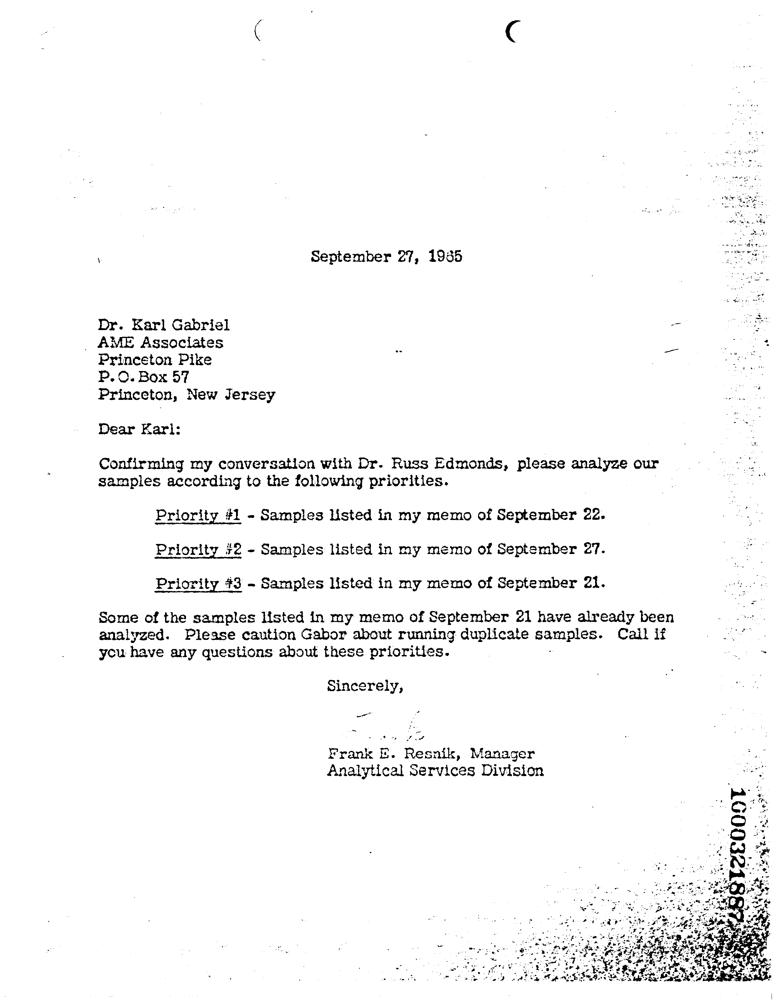 September 27, 1965
Dr. Karl Gabriel
AME Associates
Princeton Pike
P.O. Box 57
Princeton, New Jersey
Dear Karl:
Confirming my conversation with Dr. Russ Edmonds, please analyze our
samples according to the following priorities.
Priority #1 - Samples listed in my memo of September 22.
Priority #2 - Samples listed in my memo of September 27.
Priority #3 - Samples listed in my memo of September 21.
Some of the samples listed in my memo of September 21 have already been
analyzed. Please caution Gabor about running duplicate samples. Call if
you have any questions about these priorities.
Sincerely,
Frank E. Resnik, Manager
Analytical Services Division
1000321887